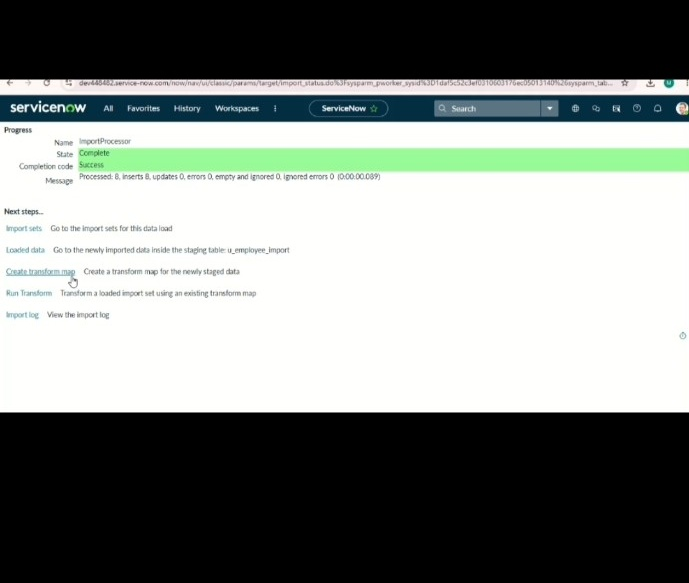 dev448482.service-now.com/now/nav/ui/classic/params/target/import_status.do%3Fsysparm_pworker_sysid%3D1daf5c52c3ef0310603176ec05013140%26sysparm_tab...
servicenow All Favorites History Workspaces ServiceNow Search
Progress
Name ImportProcessor
State Complete
Completion code Success
Message Processed: 8, inserts 8, updates 0, errors 0, empty and ignored 0, ignored errors 0 (0:00:00.089)
Next steps...
Import sets Go to the import sets for this data load
Loaded data Go to the newly imported data inside the staging table: u_employee_import
Create transform map Create a transform map for the newly staged data
Run Transform Transform a loaded import set using an existing transform map
Import log View the import log